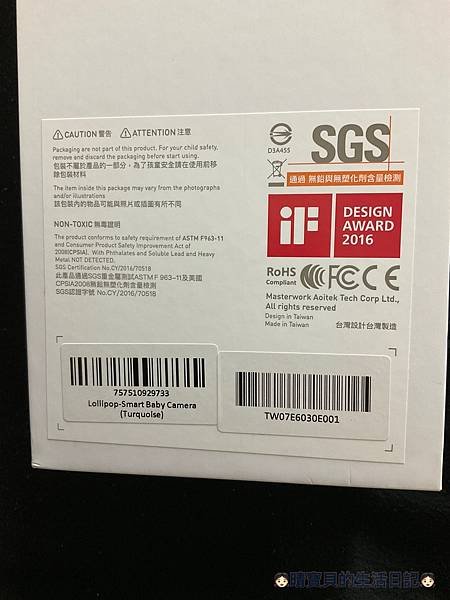 CAUTION 警告 ATTENTION 注意
Packaging are not part of this product. For your child safety,
remove and discard the packaging before start using.
包裝不屬於產品的一部分，為了孩童安全請在使用前移
除包裝材料
The item inside this package may vary from the photographs
and/or illustrations
該包裝內的物品可能與照片或插圖有所不同
NON-TOXIC 無毒證明
The product conforms to safety requirement of ASTM F963-11
and Consumer Product Safety Improvement Act of
2008(CPSIA). With Phthalates and Soluble Lead and Heavy
Metal NOT DETECTED.
SGS Certification No.CY/2016/70518
此產品通過SGS重金屬測試ASTM F 963-11及美國
CPSIA2008無鉛無塑化劑含量檢測
SGS認證字號 No.CY/2016/70518
D3A455
SGS
通過 無鉛與無塑化劑含量檢測
iF
DESIGN
AWARD
2016
RoHS
Compliant
FC CE
Masterwork Aoitek Tech Corp Ltd.,
All rights reserved
Design in Taiwan
Made in Taiwan
台灣設計台灣製造
757510929733
Lollipop-Smart Baby Camera
(Turquoise)
TW07E6030E001
晴寶貝的生活日記